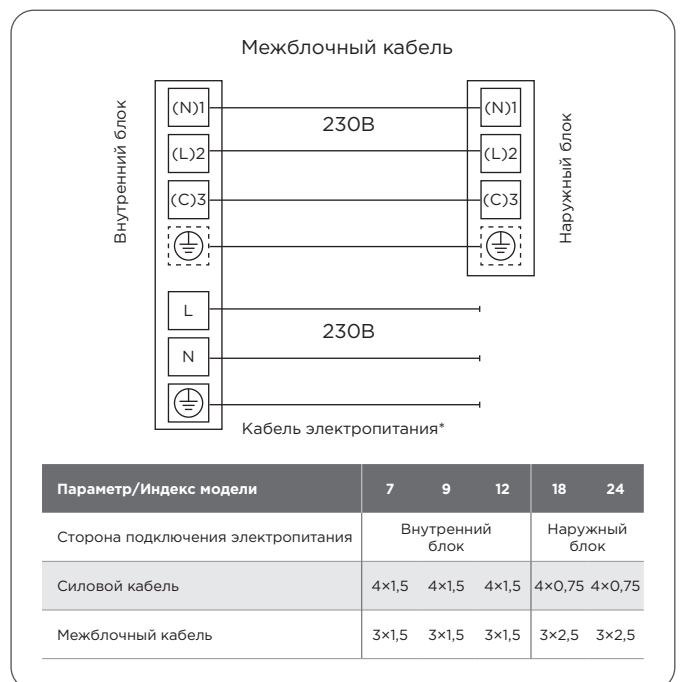 Межблочный кабель
Внутренний блок
Наружный блок
(N)1
(N)1
230В
(L)2
(L)2
(C)3
(C)3
L
230В
N
Кабель электропитания*
Параметр/Индекс модели 7 9 12 18 24
Сторона подключения электропитания Внутренний блок Наружный блок
Силовой кабель 4×1,5 4×1,5 4×1,5 4×0,75 4×0,75
Межблочный кабель 3×1,5 3×1,5 3×1,5 3×2,5 3×2,5